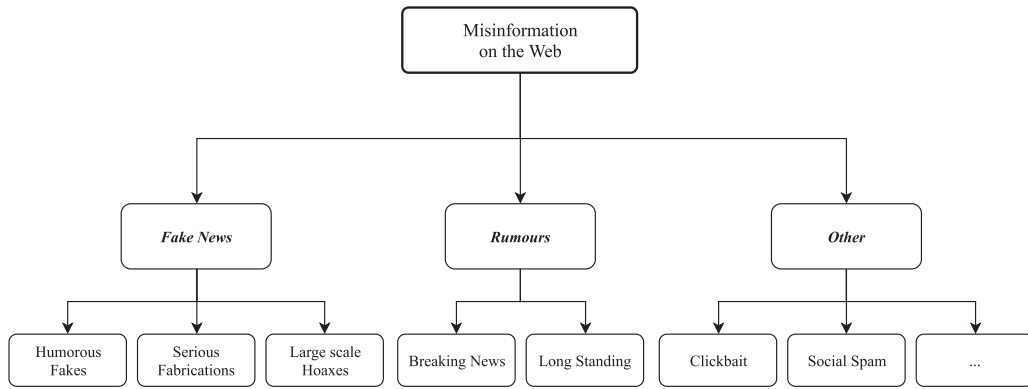 Misinformation
on the Web
Fake News
Rumours
Other
Humorous
Fakes
Serious
Fabrications
Large scale
Hoaxes
Breaking News
Long Standing
Clickbait
Social Spam
...